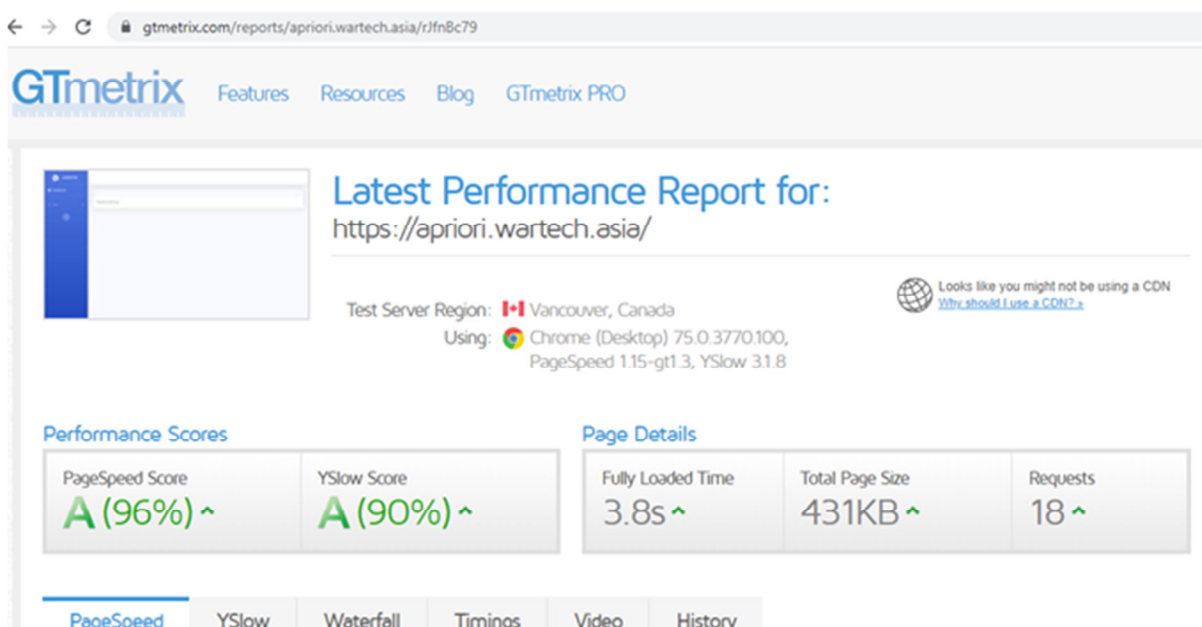 gtmetrix.com/reports/apriori.wartech.asia/rJfnBc79
GTmetrix Features Resources Blog GTmetrix PRO
Latest Performance Report for:
https://apriori.wartech.asia/
Looks like you might not be using a CDN
Why should I use a CDN? »
Test Server Region: Vancouver, Canada
Using: Chrome (Desktop) 75.0.3770.100,
PageSpeed 1.15-gt1.3, YSlow 3.1.8
Performance Scores
PageSpeed Score YSlow Score
A (96%) A (90%)
Page Details
Fully Loaded Time Total Page Size Requests
3.8s 431KB 18
PageSpeed YSlow Waterfall Timings Video History